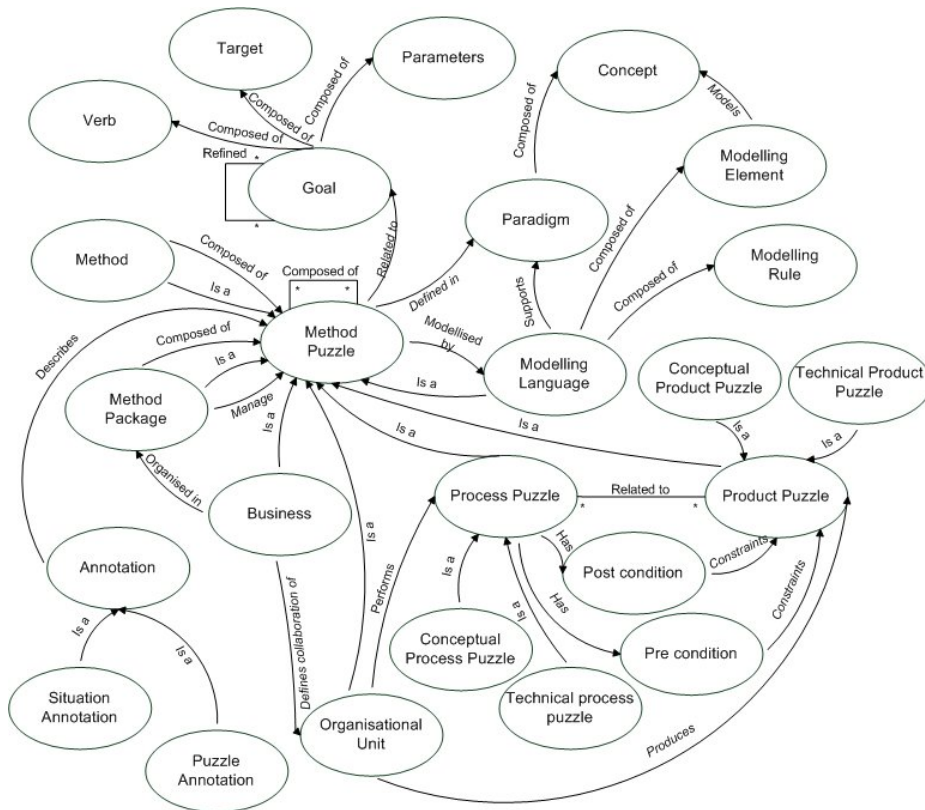 Target
Parameters
Concept
Verb
Composed of
Composed of
Composed of
Composed of
Models
Refined
*
*
Goal
Modelling
Element
Paradigm
Method
Composed of
Is a
Composed of
*
*
Related to
Defined in
Supports
Composed of
Composed of
Modelling
Rule
Describes
Composed of
Is a
Manage
Method
Puzzle
Modellised
by
Modelling
Language
Is a
Conceptual
Product Puzzle
Technical Product
Puzzle
Method
Package
Is a
Is a
Is a
Is a
Is a
Organised in
Business
Process Puzzle
Related to
*
*
Product Puzzle
Is a
Performs
Has
Post condition
Constraints
Annotation
Is a
Is a
Has
Constraints
Is a
Is a
Defines collaboration of
Conceptual
Process Puzzle
Pre condition
Situation
Annotation
Technical process
puzzle
Organisational
Unit
Puzzle
Annotation
Produces